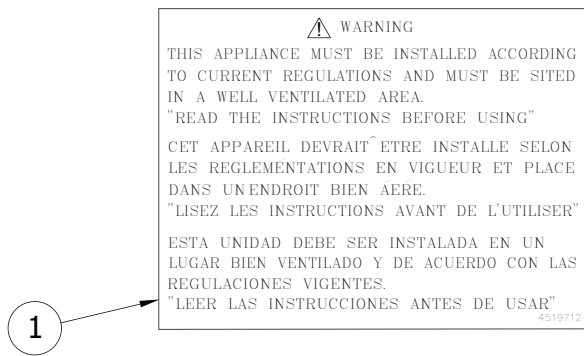 WARNING
THIS APPLIANCE MUST BE INSTALLED ACCORDING
TO CURRENT REGULATIONS AND MUST BE SITED
IN A WELL VENTILATED AREA.
"READ THE INSTRUCTIONS BEFORE USING"
CET APPAREIL DEVRAIT ETRE INSTALLE SELON
LES REGLEMENTATIONS EN VIGUEUR ET PLACE
DANS UN ENDROIT BIEN AERE.
"LISEZ LES INSTRUCTIONS AVANT DE L'UTILISER"
ESTA UNIDAD DEBE SER INSTALADA EN UN
LUGAR BIEN VENTILADO Y DE ACUERDO CON LAS
REGULACIONES VIGENTES.
"LEER LAS INSTRUCCIONES ANTES DE USAR"
4519712
1